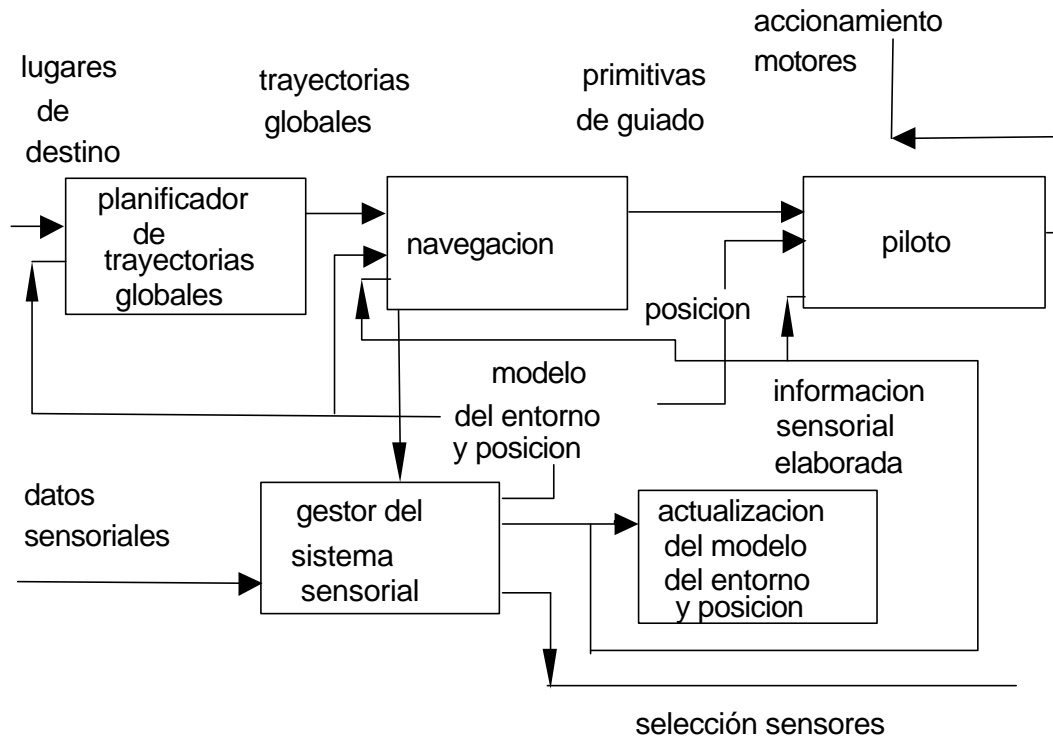 accionamiento
motores
lugares
de
destino
trayectorias
globales
primitivas
de guiado
planificador
de
trayectorias
globales
navegacion
piloto
posicion
modelo
del entorno
y posicion
informacion
sensorial
elaborada
datos
sensoriales
gestor del
sistema
sensorial
actualizacion
del modelo
del entorno
y posicion
selección sensores